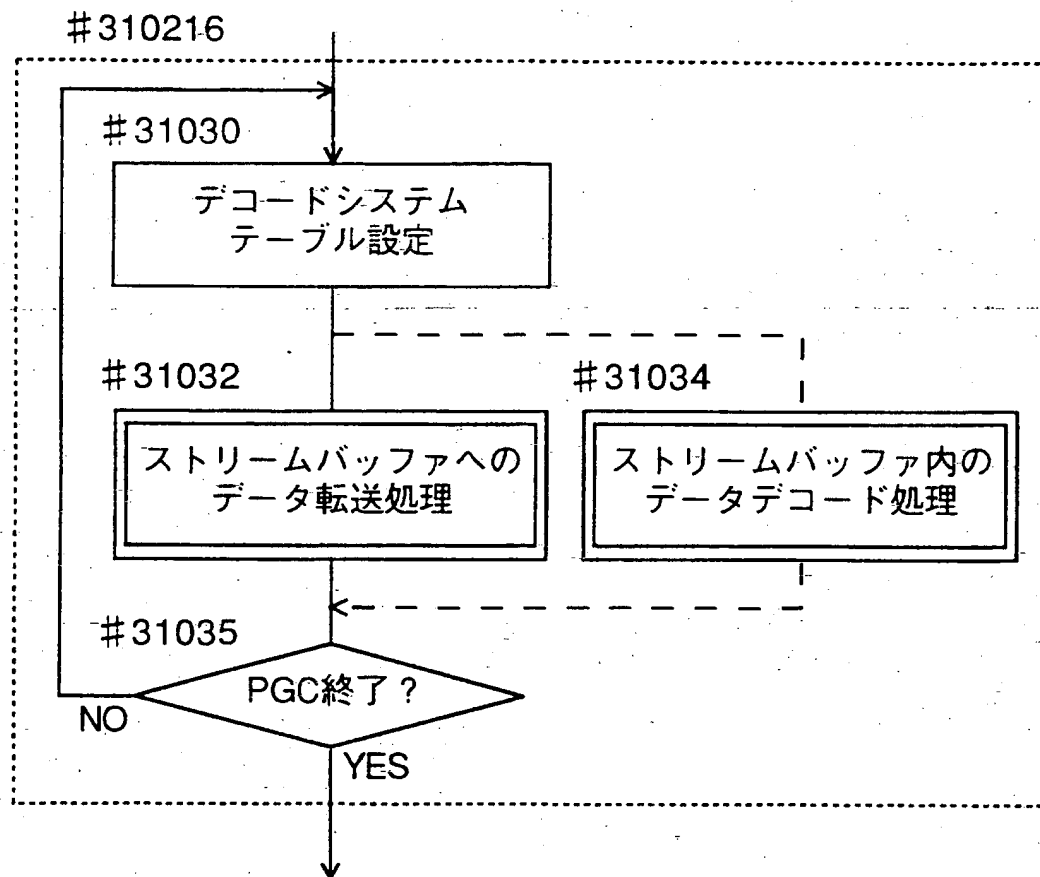 #310216
#31030
デコードシステム
テーブル設定
#31032
#31034
ストリームバッファへの
データ転送処理
ストリームバッファ内の
データデコード処理
#31035
PGC終了?
NO
YES